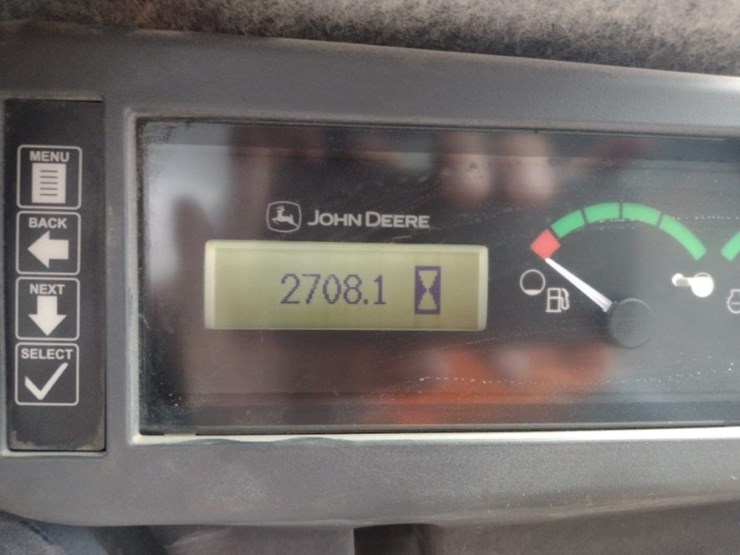 MENU
BACK
NEXT
SELECT
JOHN DEERE
2708.1